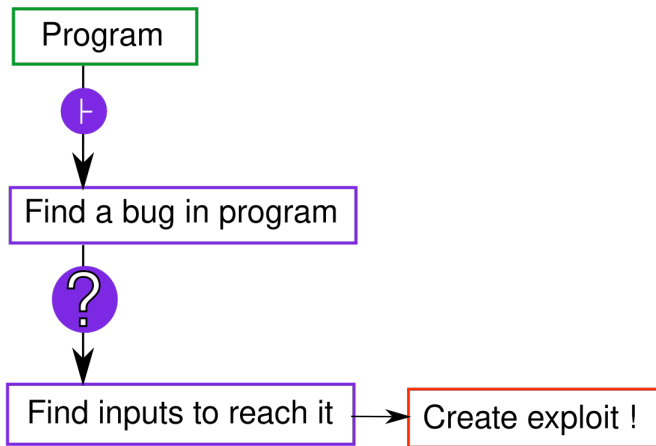 Program
⊢
Find a bug in program
?
Find inputs to reach it
Create exploit !